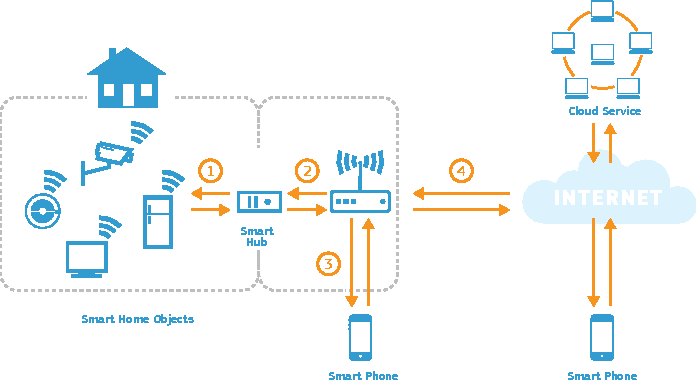 Cloud Service
1
2
4
INTERNET
Smart
Hub
3
Smart Home Objects
Smart Phone
Smart Phone